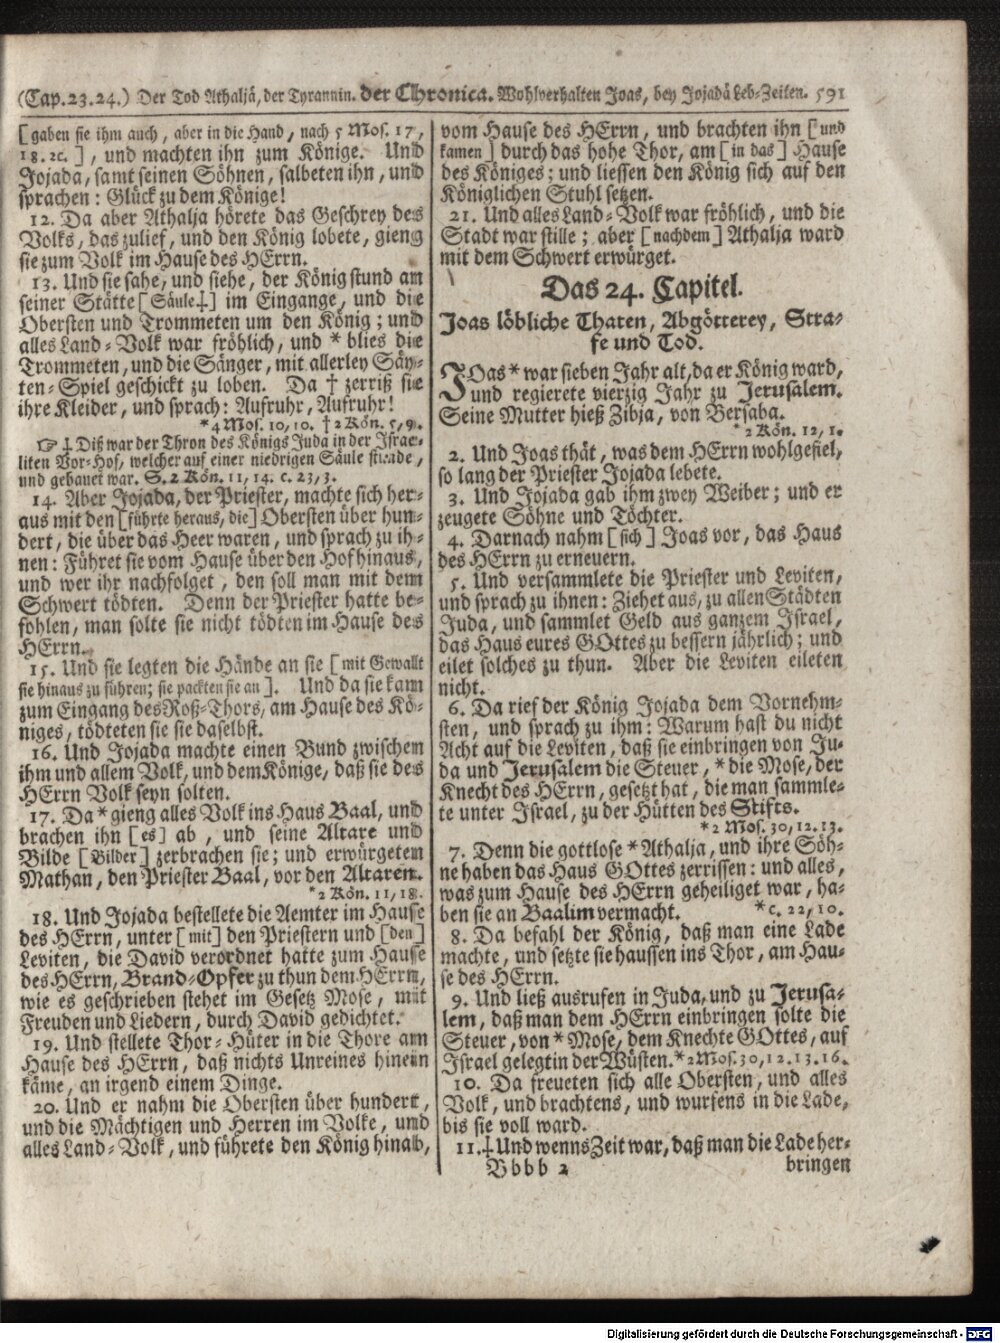 (Cap.23.24.) Der Tod Athaljä, der Tyrannin. der Chronica. Wohlverhalten Joas, bey Jojadä Leb-Zeiten. 591
[gaben sie ihm auch, aber in die Hand, nach 5 Mos. 17,
18. 2c. ], und machten ihn zum Könige. Und
Jojada, samt seinen Söhnen, salbeten ihn, und
sprachen: Glück zu dem Könige!
12. Da aber Athalja hörete das Geschrey des
Volks, das zulief, und den König lobete, gieng
sie zum Volk im Hause des HErrn.
13. Und sie sahe, und siehe, der König stund an
seiner Stätte [Säule‡] im Eingange, und die
Obersten und Trommeten um den König; und
alles Land-Volk war fröhlich, und * blies die
Trommeten, und die Sänger, mit allerley Säy-
ten-Spiel geschickt zu loben. Da † zerriß sie
ihre Kleider, und sprach: Aufruhr, Aufruhr!
*4 Mos. 10, 10. †2 Kön. 5, 9.
☞ ‡ Diß war der Thron des Königs Juda in der Israe-
liten Vor-Hof, welcher auf einer niedrigen Säule stunde,
und gebauet war. S. 2 Kön. 11, 14. c. 23, 3.
14. Aber Jojada, der Priester, machte sich her-
aus mit den [führte heraus, die] Obersten über hun-
dert, die über das Heer waren, und sprach zu ih-
nen: Führet sie vom Hause über den Hof hinaus,
und wer ihr nachfolget, den soll man mit dem
Schwert tödten. Denn der Priester hatte be-
fohlen, man solte sie nicht tödten im Hause des
HErrn.
15. Und sie legten die Hände an sie [mit Gewallt
sie hinaus zu führen; sie packten sie an]. Und da sie kam
zum Eingang des Roß-Thors, am Hause des Kö-
niges, tödteten sie sie daselbst.
16. Und Jojada machte einen Bund zwischen
ihm und allem Volk, und dem Könige, daß sie des
HErrn Volk seyn solten.
17. Da * gieng alles Volk ins Haus Baal, und
brachen ihn [es] ab, und seine Altare und
Bilde [Bilder] zerbrachen sie; und erwürgeten
Mathan, den Priester Baal, vor den Altaren.
*2 Kön. 11, 18.
18. Und Jojada bestellete die Aemter im Hause
des HErrn, unter [mit] den Priestern und [den]
Leviten, die David verordnet hatte zum Hause
des HErrn, Brand-Opfer zu thun dem HErrn,
wie es geschrieben stehet im Gesetz Mose, mit
Freuden und Liedern, durch David gedichtet.
19. Und stellete Thor-Hüter in die Thore am
Hause des HErrn, daß nichts Unreines hinein
käme, an irgend einem Dinge.
20. Und er nahm die Obersten über hundert,
und die Mächtigen und Herren im Volke, und
alles Land-Volk, und führete den König hinab,
vom Hause des HErrn, und brachten ihn [und
kamen] durch das hohe Thor, am [in das] Hause
des Königes; und liessen den König sich auf den
Königlichen Stuhl setzen.
21. Und alles Land-Volk war fröhlich, und die
Stadt war stille; aber [nachdem] Athalja ward
mit dem Schwert erwürget.
Das 24. Capitel.
Joas löbliche Thaten, Abgötterey, Stra-
fe und Tod.
JOas * war sieben Jahr alt, da er König ward,
und regierete vierzig Jahr zu Jerusalem.
Seine Mutter hieß Zibja, von Bersaba.
*2 Kön. 12, 1.
2. Und Joas thät, was dem HErrn wohlgefiel,
so lang der Priester Jojada lebete.
3. Und Jojada gab ihm zwey Weiber; und er
zeugete Söhne und Töchter.
4. Darnach nahm [sich] Joas vor, das Haus
des HErrn zu erneuern.
5. Und versammlete die Priester und Leviten,
und sprach zu ihnen: Ziehet aus, zu allen Städten
Juda, und sammlet Geld aus ganzem Israel,
das Haus eures GOttes zu bessern jährlich; und
eilet solches zu thun. Aber die Leviten eileten
nicht.
6. Da rief der König Jojada dem Vornehm-
sten, und sprach zu ihm: Warum hast du nicht
Acht auf die Leviten, daß sie einbringen von Ju-
da und Jerusalem die Steuer, * die Mose, der
Knecht des HErrn, gesetzt hat, die man sammle-
te unter Israel, zu der Hütten des Stifts.
*2 Mos. 30, 12. 13.
7. Denn die gottlose * Athalja, und ihre Söh-
ne haben das Haus GOttes zerrissen: und alles,
was zum Hause des HErrn geheiliget war, ha-
ben sie an Baalim vermacht. *c. 22, 10.
8. Da befahl der König, daß man eine Lade
machte, und setzte sie haussen ins Thor, am Hau-
se des HErrn.
9. Und ließ ausrufen in Juda, und zu Jerusa-
lem, daß man dem HErrn einbringen solte die
Steuer, von * Mose, dem Knechte GOttes, auf
Israel gelegt in der Wüsten. *2 Mos. 30, 12. 13. 16.
10. Da freueten sich alle Obersten, und alles
Volk, und brachtens, und wurfens in die Lade,
bis sie voll ward.
11. ‡ Und wenns Zeit war, daß man die Lade her-
Bbbb 2 bringen
Digitalisierung gefördert durch die Deutsche Forschungsgemeinschaft - DFG